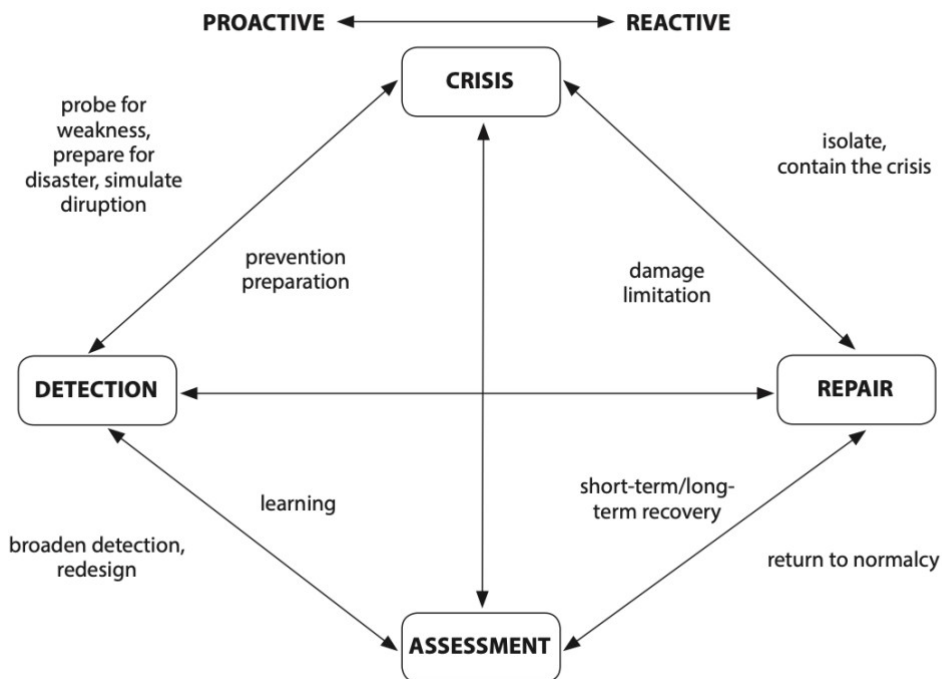 PROACTIVE REACTIVE
CRISIS
probe for
weakness,
prepare for
disaster, simulate
diruption
isolate,
contain the crisis
prevention
preparation
damage
limitation
DETECTION
REPAIR
learning
short-term/long-
term recovery
broaden detection,
redesign
return to normalcy
ASSESSMENT